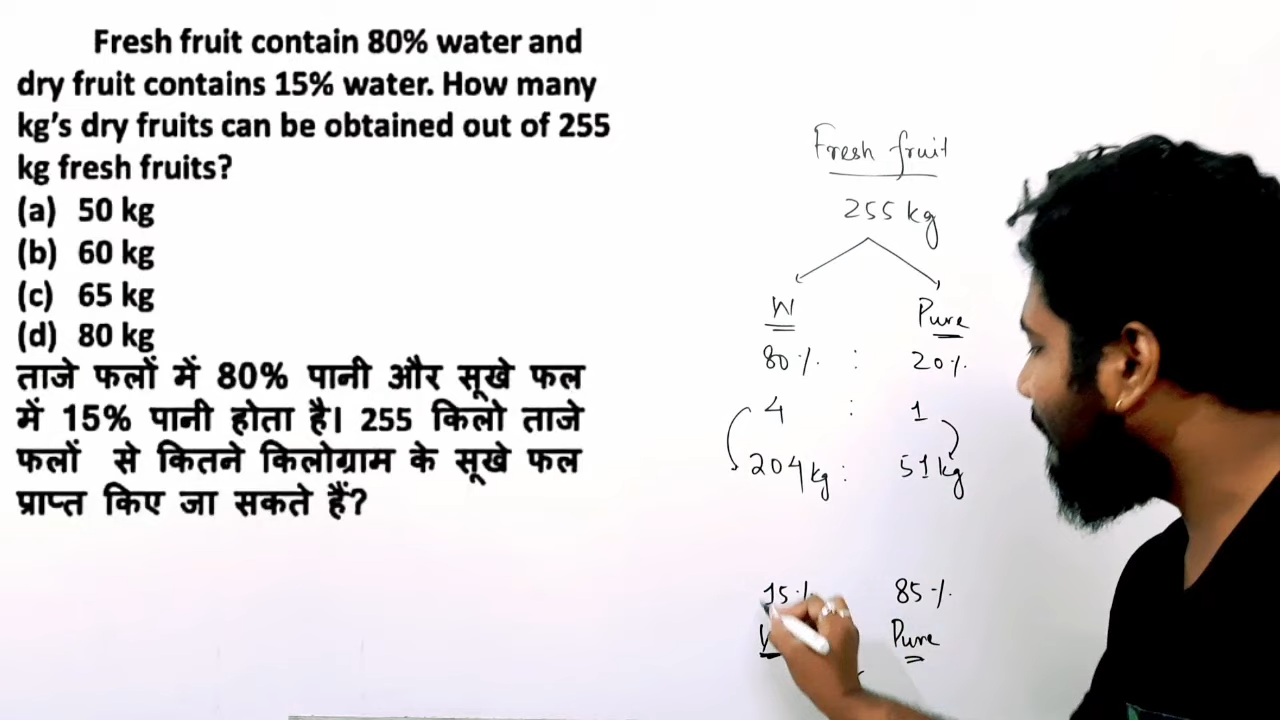 Fresh fruit contain 80% water and
dry fruit contains 15% water. How many
kg's dry fruits can be obtained out of 255
kg fresh fruits?
(a) 50 kg
(b) 60 kg
(c) 65 kg
(d) 80 kg
ताजे फलों में 80% पानी और सूखे फल
में 15% पानी होता है। 255 किलो ताजे
फलों से कितने किलोग्राम के सूखे फल
प्राप्त किए जा सकते हैं?
Fresh fruit
255 kg
W Pure
80% : 20%
4 : 1
204 kg : 51 kg
15% 85%
Pure